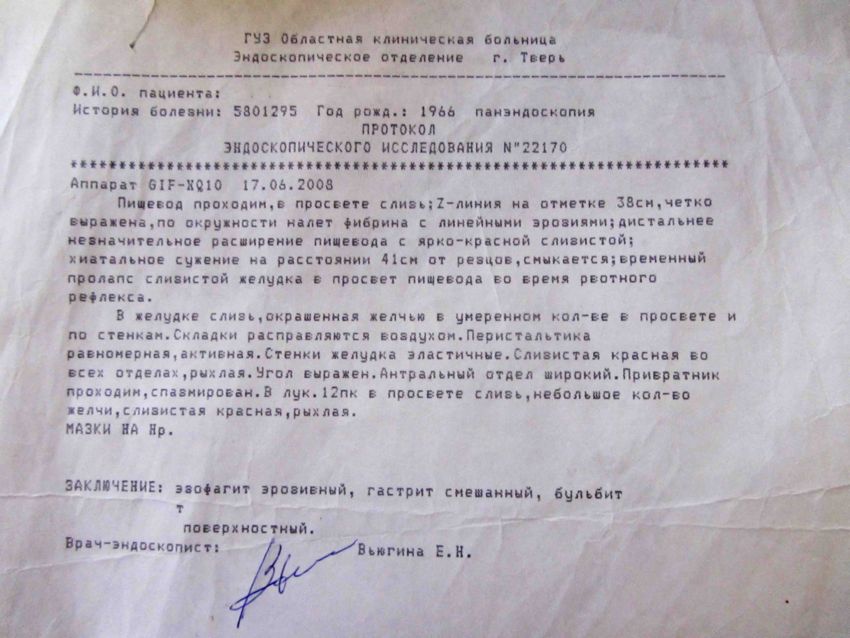 ГУЗ Областная клиническая больница
Эндоскопическое отделение г. Тверь
--------------------------------------------------------------------------------
Ф.И.О. пациента:
История болезни: 5801295 Год рожд.: 1966 панэндоскопия
ПРОТОКОЛ
ЭНДОСКОПИЧЕСКОГО ИССЛЕДОВАНИЯ N"22170
********************************************************************************
Аппарат GIF-XQ10 17.06.2008
Пищевод проходим,в просвете слизь;Z-линия на отметке 38см,четко
выражена,по окружности налет фибрина с линейными эрозиями;дистальнее
незначительное расширение пищевода с ярко-красной слизистой;
хиатальное сужение на расстоянии 41см от резцов,смыкается;временный
пролапс слизистой желудка в просвет пищевода во время рвотного
рефлекса.
В желудке слизь,окрашенная желчью в умеренном кол-ве в просвете и
по стенкам.Складки расправляются воздухом.Перистальтика
равномерная,активная.Стенки желудка эластичные.Слизистая красная во
всех отделах,рыхлая.Угол выражен.Антральный отдел широкий.Привратник
проходим,спазмирован.В лук.12пк в просвете слизь,небольшое кол-во
желчи,слизистая красная,рыхлая.
МАЗКИ НА Нр.
ЗАКЛЮЧЕНИЕ: эзофагит эрозивный, гастрит смешанный, бульбит
т
поверхностный.
Врач-эндоскопист: Вьюгина Е.Н.